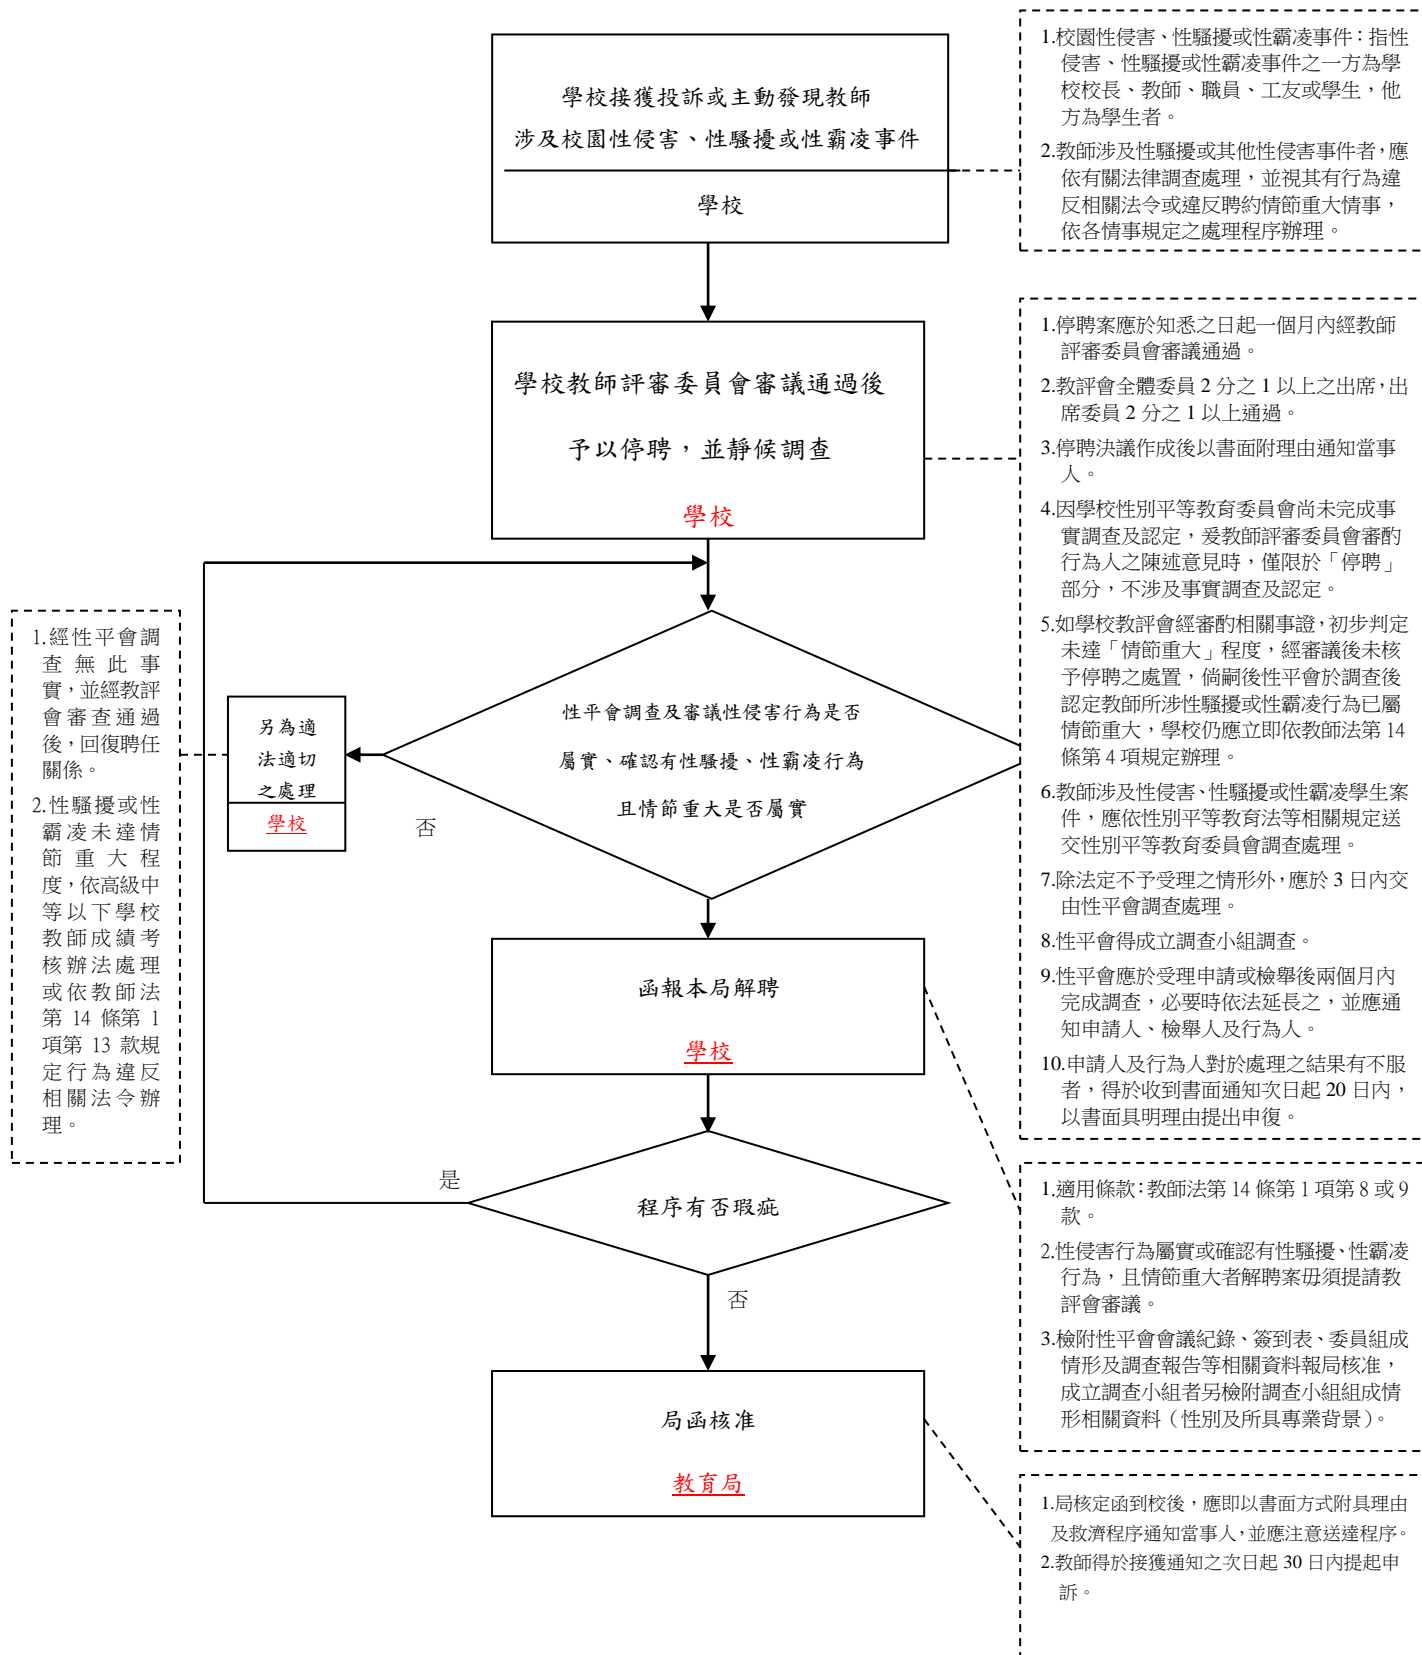 學校接獲投訴或主動發現教師
涉及校園性侵害、性騷擾或性霸凌事件
學校
1.校園性侵害、性騷擾或性霸凌事件：指性
侵害、性騷擾或性霸凌事件之一方為學
校校長、教師、職員、工友或學生，他
方為學生者。
2.教師涉及性騷擾或其他性侵害事件者，應
依有關法律調查處理，並視其有行為違
反相關法令或違反聘約情節重大情事，
依各情事規定之處理程序辦理。
學校教師評審委員會審議通過後
予以停聘，並靜候調查
學校
1.停聘案應於知悉之日起一個月內經教師
評審委員會審議通過。
2.教評會全體委員 2 分之 1 以上之出席，出
席委員 2 分之 1 以上通過。
3.停聘決議作成後以書面附理由通知當事
人。
4.因學校性別平等教育委員會尚未完成事
實調查及認定，爰教師評審委員會審酌
行為人之陳述意見時，僅限於「停聘」
部分，不涉及事實調查及認定。
5.如學校教評會經審酌相關事證，初步判定
未達「情節重大」程度，經審議後未核
予停聘之處置，倘嗣後性平會於調查後
認定教師所涉性騷擾或性霸凌行為已屬
情節重大，學校仍應立即依教師法第 14
條第 4 項規定辦理。
6.教師涉及性侵害、性騷擾或性霸凌學生案
件，應依性別平等教育法等相關規定送
交性別平等教育委員會調查處理。
7.除法定不予受理之情形外，應於 3 日內交
由性平會調查處理。
8.性平會得成立調查小組調查。
9.性平會應於受理申請或檢舉後兩個月內
完成調查，必要時依法延長之，並應通
知申請人、檢舉人及行為人。
10.申請人及行為人對於處理之結果有不服
者，得於收到書面通知次日起 20 日內，
以書面具明理由提出申復。
性平會調查及審議性侵害行為是否
屬實、確認有性騷擾、性霸凌行為
且情節重大是否屬實
否
另為適
法適切
之處理
學校
1.經性平會調
查無此事
實，並經教評
會審查通過
後，回復聘任
關係。
2.性騷擾或性
霸凌未達情
節重大程
度，依高級中
等以下學校
教師成績考
核辦法處理
或依教師法
第 14 條第 1
項第 13 款規
定行為違反
相關法令辦
理。
函報本局解聘
學校
1.適用條款：教師法第 14 條第 1 項第 8 或 9
款。
2.性侵害行為屬實或確認有性騷擾、性霸凌
行為，且情節重大者解聘案毋須提請教
評會審議。
3.檢附性平會會議紀錄、簽到表、委員組成
情形及調查報告等相關資料報局核准，
成立調查小組者另檢附調查小組組成情
形相關資料（性別及所具專業背景）。
程序有否瑕疵
是
否
局函核准
教育局
1.局核定函到校後，應即以書面方式附具理由
及救濟程序通知當事人，並應注意送達程序。
2.教師得於接獲通知之次日起 30 日內提起申
訴。